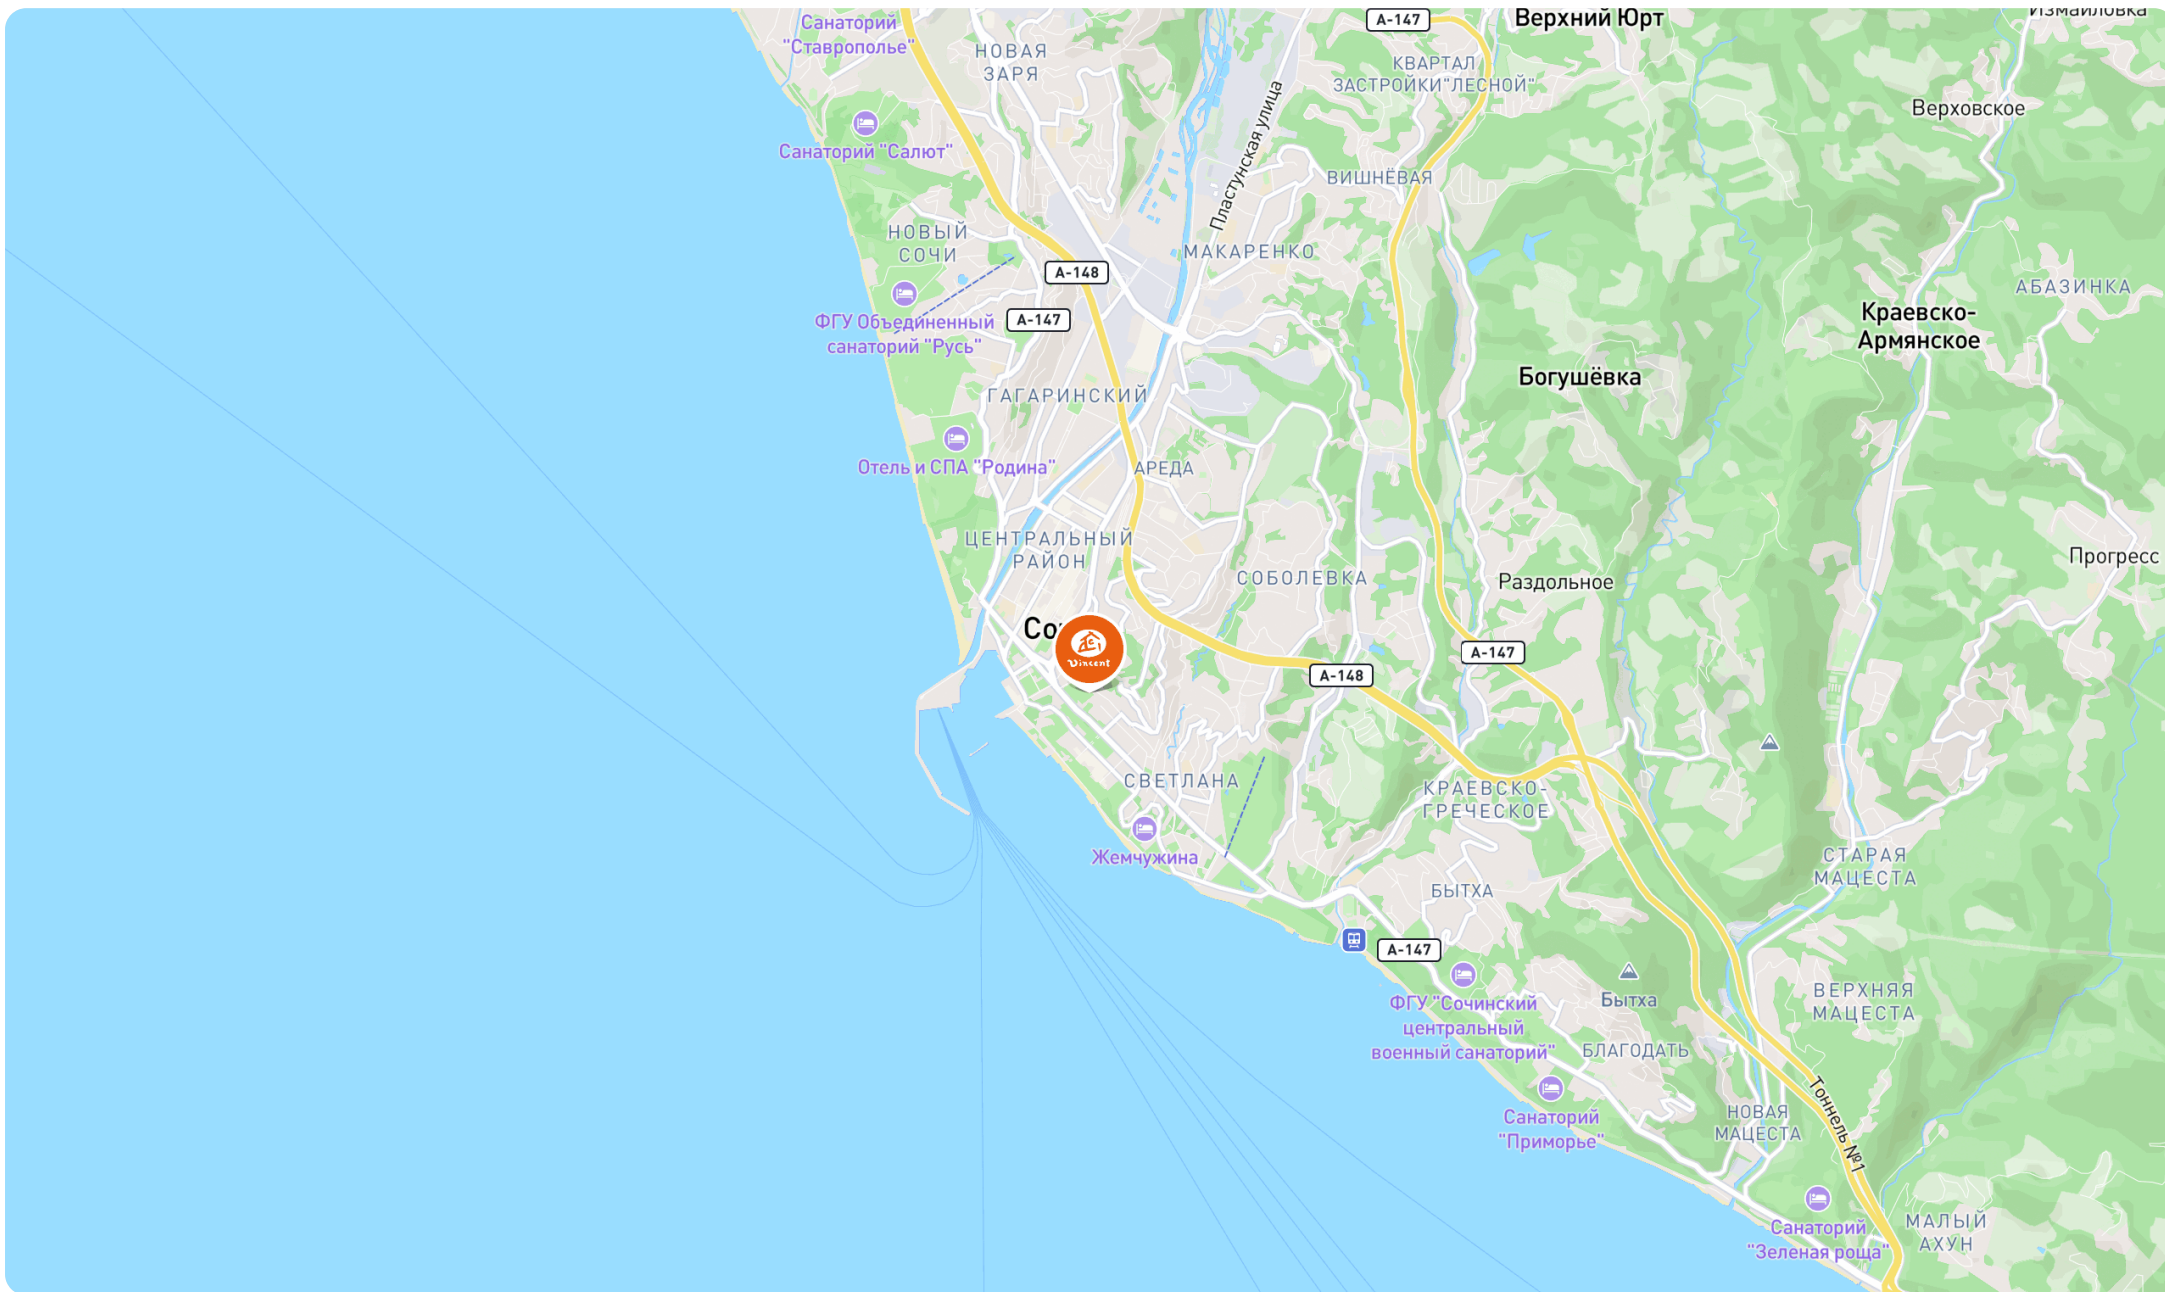 Санаторий
"Ставрополье"
НОВАЯ
ЗАРЯ
А-147
Верхний Юрт
Измайловка
КВАРТАЛ
ЗАСТРОЙКИ"ЛЕСНОЙ"
Верховское
Санаторий "Салют"
Пластунская улица
ВИШНЁВАЯ
НОВЫЙ
СОЧИ
МАКАРЕНКО
А-148
АБАЗИНКА
ФГУ Объединенный
санаторий "Русь"
А-147
Краевско-
Армянское
Богушёвка
ГАГАРИНСКИЙ
Отель и СПА "Родина"
АРЕДА
ЦЕНТРАЛЬНЫЙ
РАЙОН
СОБОЛЕВКА
Раздольное
Прогресс
Vincent
А-148
А-147
СВЕТЛАНА
КРАЕВСКО-
ГРЕЧЕСКОЕ
Жемчужина
СТАРАЯ
МАЦЕСТА
БЫТХА
А-147
ФГУ "Сочинский
центральный
военный санаторий"
Бытха
ВЕРХНЯЯ
МАЦЕСТА
БЛАГОДАТЬ
Санаторий
"Приморье"
НОВАЯ
МАЦЕСТА
Тоннель №1
Санаторий
"Зеленая роща"
МАЛЫЙ
АХУН